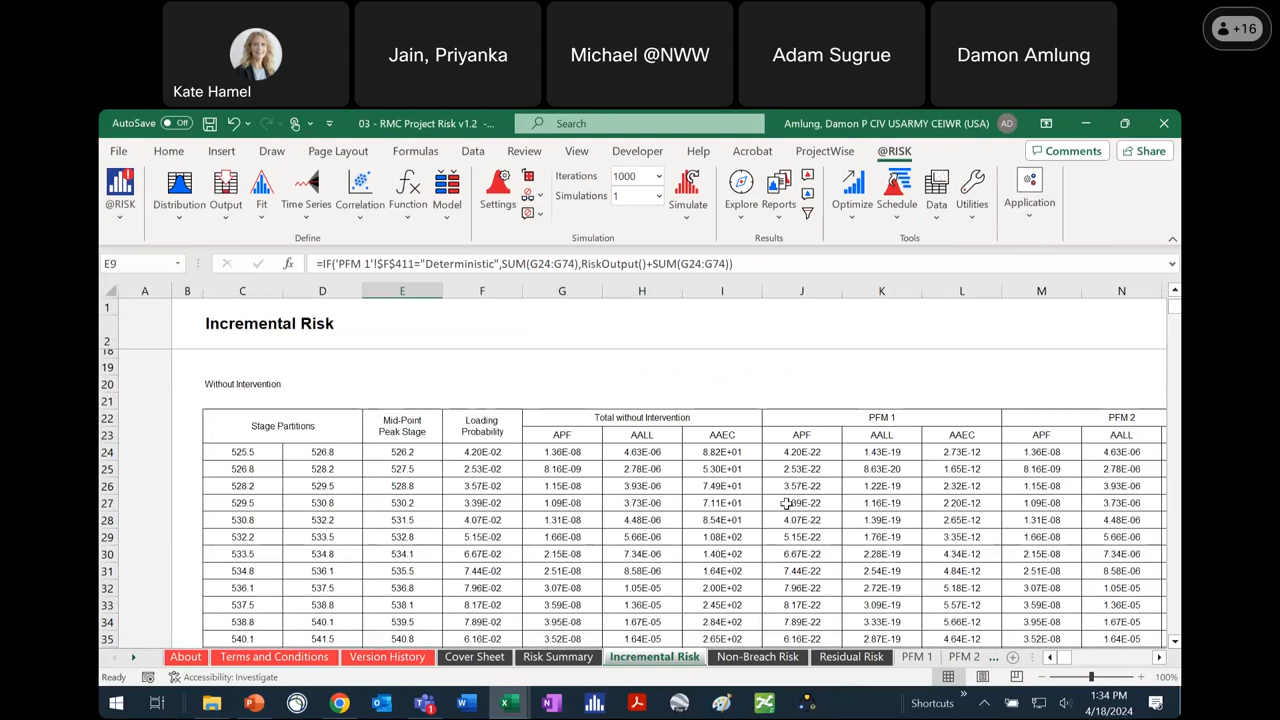 Kate Hamel
Jain, Priyanka
Michael @NWW
Adam Sugrue
Damon Amlung
+16
AutoSave Off
03 - RMC Project Risk v1.2 -...
Search
Amlung, Damon P CIV USARMY CEIWR (USA) AD
File Home Insert Draw Page Layout Formulas Data Review View Developer Help Acrobat ProjectWise @RISK Comments Share
Iterations 1000
Simulations 1
@RISK Distribution Output Fit Time Series Correlation Function Model Settings Simulate Explore Reports Optimize Schedule Data Utilities Application
Define Simulation Results Tools
E9 fx =IF('PFM 1'!$F$411="Deterministic",SUM(G24:G74),RiskOutput()+SUM(G24:G74))
A B C D E F G H I J K L M N
1
Incremental Risk
2
18
19
20 Without Intervention
21
22 Stage Partitions Mid-Point Peak Stage Loading Probability Total without Intervention PFM 1 PFM 2
23 APF AALL AAEC APF AALL AAEC APF AALL
24 525.5 526.8 526.2 4.20E-02 1.36E-08 4.63E-06 8.82E+01 4.20E-22 1.43E-19 2.73E-12 1.36E-08 4.63E-06
25 526.8 528.2 527.5 2.53E-02 8.16E-09 2.78E-06 5.30E+01 2.53E-22 8.63E-20 1.65E-12 8.16E-09 2.78E-06
26 528.2 529.5 528.8 3.57E-02 1.15E-08 3.93E-06 7.49E+01 3.57E-22 1.22E-19 2.32E-12 1.15E-08 3.93E-06
27 529.5 530.8 530.2 3.39E-02 1.09E-08 3.73E-06 7.11E+01 39E-22 1.16E-19 2.20E-12 1.09E-08 3.73E-06
28 530.8 532.2 531.5 4.07E-02 1.31E-08 4.48E-06 8.54E+01 4.07E-22 1.39E-19 2.65E-12 1.31E-08 4.48E-06
29 532.2 533.5 532.8 5.15E-02 1.66E-08 5.66E-06 1.08E+02 5.15E-22 1.76E-19 3.35E-12 1.66E-08 5.66E-06
30 533.5 534.8 534.1 6.67E-02 2.15E-08 7.34E-06 1.40E+02 6.67E-22 2.28E-19 4.34E-12 2.15E-08 7.34E-06
31 534.8 536.1 535.5 7.44E-02 2.51E-08 8.58E-06 1.64E+02 7.44E-22 2.54E-19 4.84E-12 2.51E-08 8.58E-06
32 536.1 537.5 536.8 7.96E-02 3.07E-08 1.05E-05 2.00E+02 7.96E-22 2.72E-19 5.18E-12 3.07E-08 1.05E-05
33 537.5 538.8 538.1 8.17E-02 3.59E-08 1.36E-05 2.45E+02 8.17E-22 3.09E-19 5.57E-12 3.59E-08 1.36E-05
34 538.8 540.1 539.5 7.89E-02 3.95E-08 1.67E-05 2.84E+02 7.89E-22 3.33E-19 5.66E-12 3.95E-08 1.67E-05
35 540.1 541.5 540.8 6.16E-02 3.52E-08 1.64E-05 2.65E+02 6.16E-22 2.87E-19 4.64E-12 3.52E-08 1.64E-05
About Terms and Conditions Version History Cover Sheet Risk Summary Incremental Risk Non-Breach Risk Residual Risk PFM 1 PFM 2 ...
Ready Accessibility: Investigate 100%
Shortcuts 1:34 PM
4/18/2024